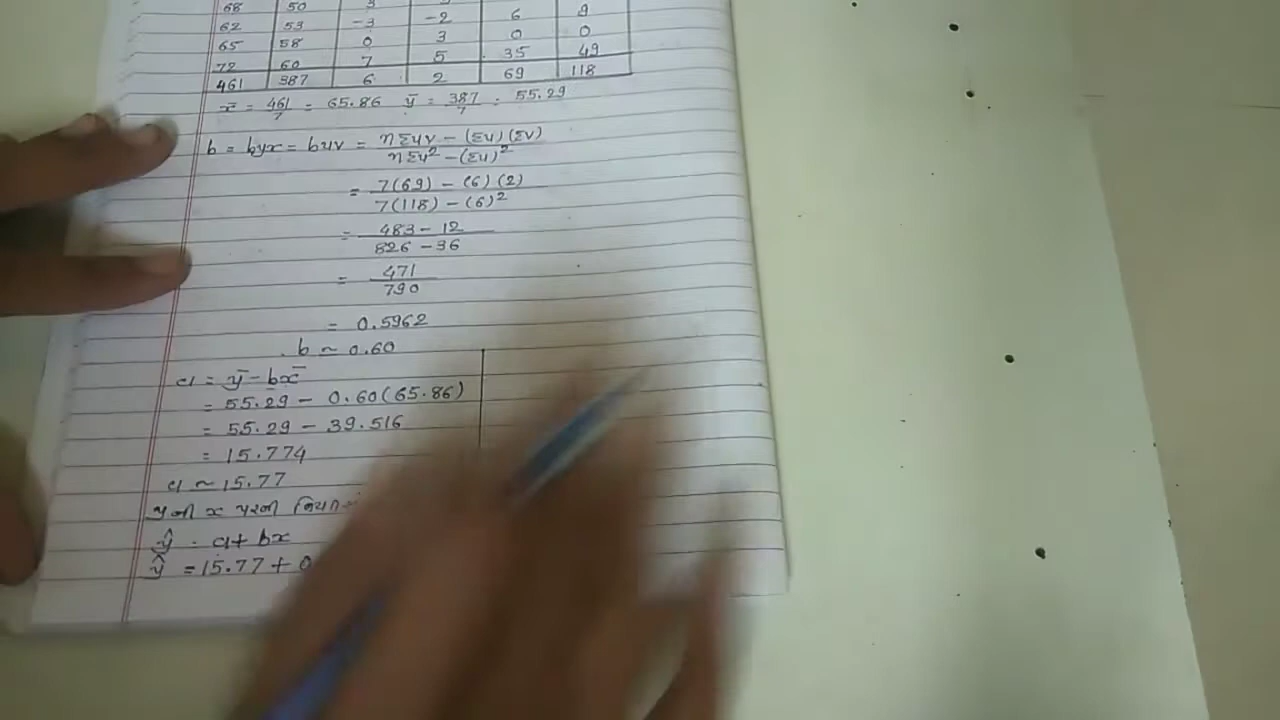 68 50 3
62 53 -3 -2 6 9
65 58 0 3 0 0
72 60 7 5 35 49
461 387 6 2 69 118
x̄ = 461/7 = 65.86 ȳ = 387/7 = 55.29
b = byx = buv = nΣuv - (Σu)(Σv) / nΣu² - (Σu)²
= 7(69) - (6)(2) / 7(118) - (6)²
= 483 - 12 / 826 - 36
= 471 / 790
= 0.5962
b ~ 0.60
a = ȳ - bx̄
= 55.29 - 0.60(65.86)
= 55.29 - 39.516
= 15.774
a ~ 15.77
yની x પરની
ŷ = a + bx
ŷ = 15.77 + 0